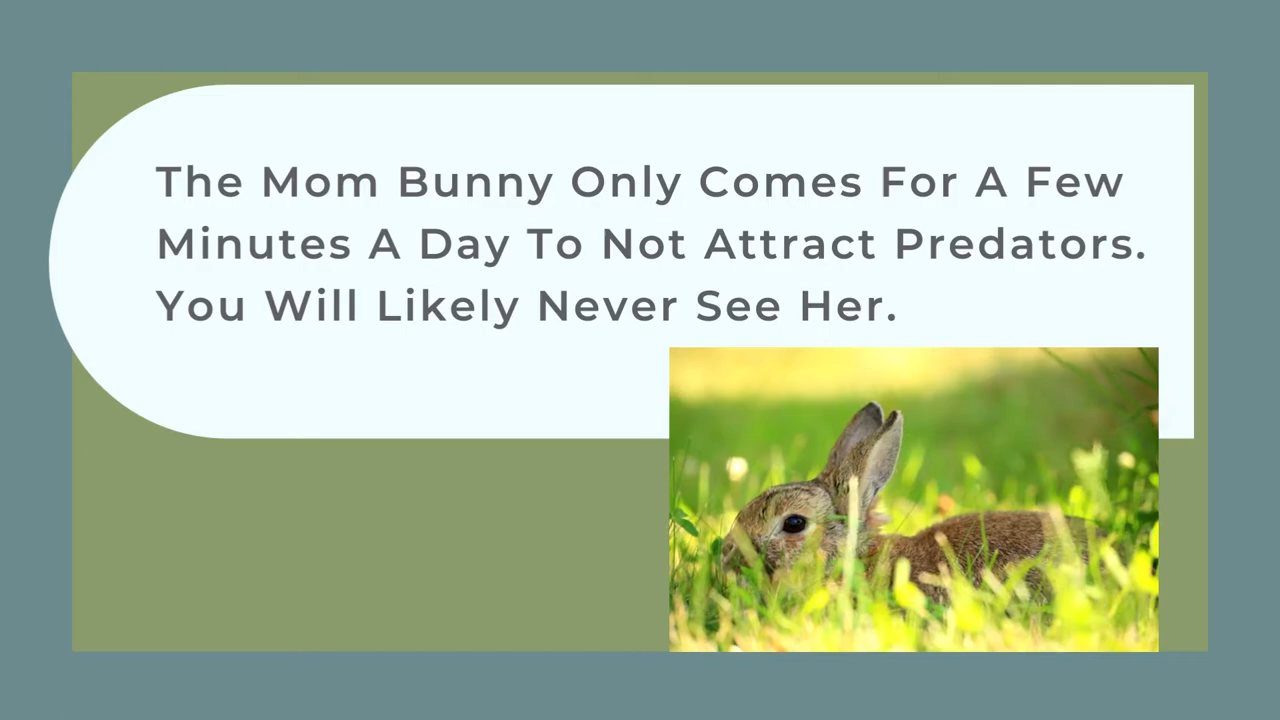 The Mom Bunny Only Comes For A Few
Minutes A Day To Not Attract Predators.
You Will Likely Never See Her.